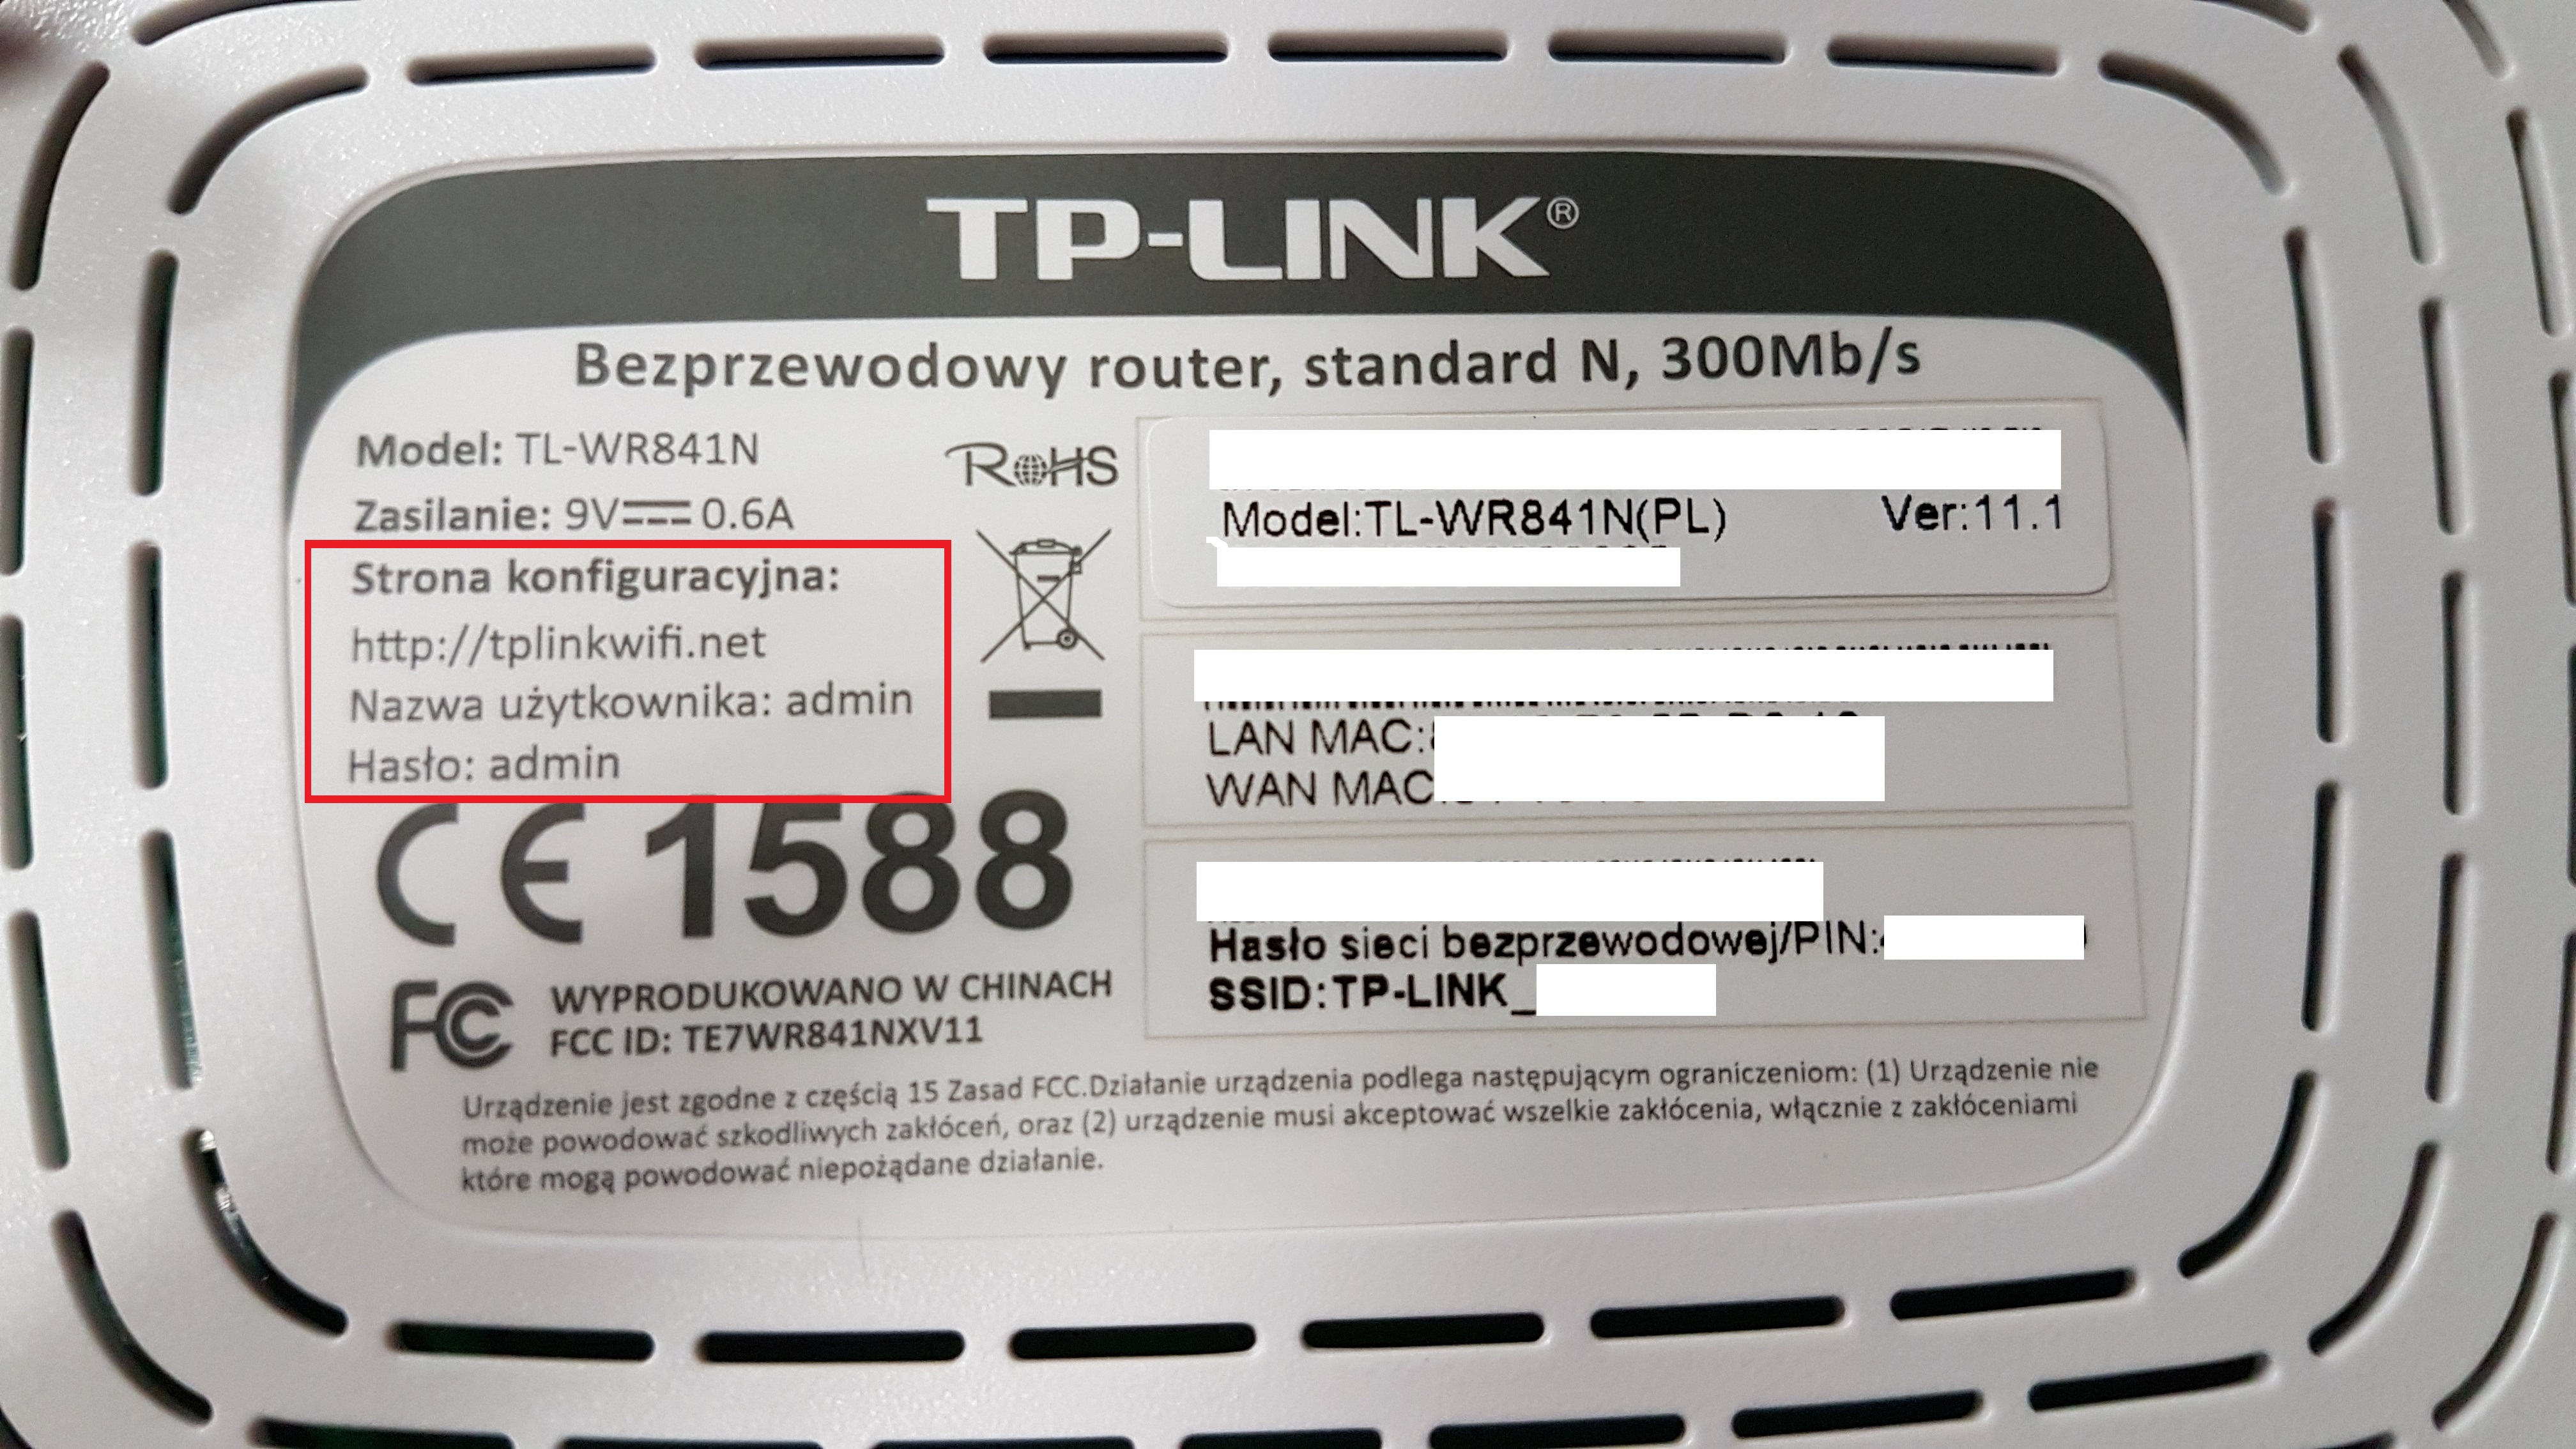 TP-LINK®
Bezprzewodowy router, standard N, 300Mb/s
Model: TL-WR841N
Zasilanie: 9V⎓0.6A
Strona konfiguracyjna:
http://tplinkwifi.net
Nazwa użytkownika: admin
Hasło: admin
RoHS
CE 1588
FC
WYPRODUKOWANO W CHINACH
FCC ID: TE7WR841NXV11
Model:TL-WR841N(PL) Ver:11.1
LAN MAC:
WAN MAC:
Hasło sieci bezprzewodowej/PIN:
SSID:TP-LINK_
Urządzenie jest zgodne z częścią 15 Zasad FCC.Działanie urządzenia podlega następującym ograniczeniom: (1) Urządzenie nie
może powodować szkodliwych zakłóceń, oraz (2) urządzenie musi akceptować wszelkie zakłócenia, włącznie z zakłóceniami
które mogą powodować niepożądane działanie.